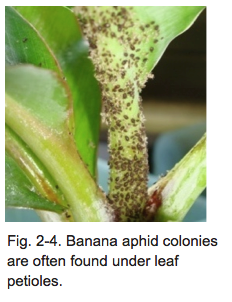 Fig. 2-4. Banana aphid colonies
are often found under leaf
petioles.